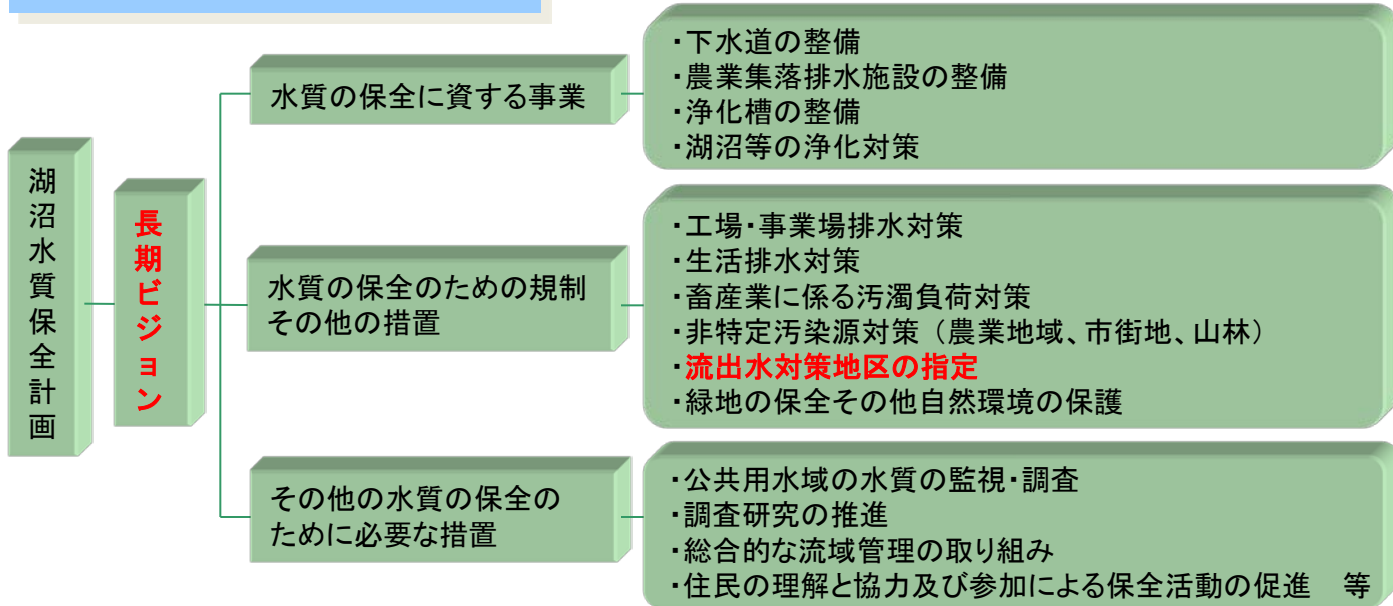 湖沼水質保全計画
長期ビジョン
水質の保全に資する事業
・下水道の整備
・農業集落排水施設の整備
・浄化槽の整備
・湖沼等の浄化対策
水質の保全のための規制
その他の措置
・工場・事業場排水対策
・生活排水対策
・畜産業に係る汚濁負荷対策
・非特定汚染源対策（農業地域、市街地、山林）
・流出水対策地区の指定
・緑地の保全その他自然環境の保護
その他の水質の保全の
ために必要な措置
・公共用水域の水質の監視・調査
・調査研究の推進
・総合的な流域管理の取り組み
・住民の理解と協力及び参加による保全活動の促進　等